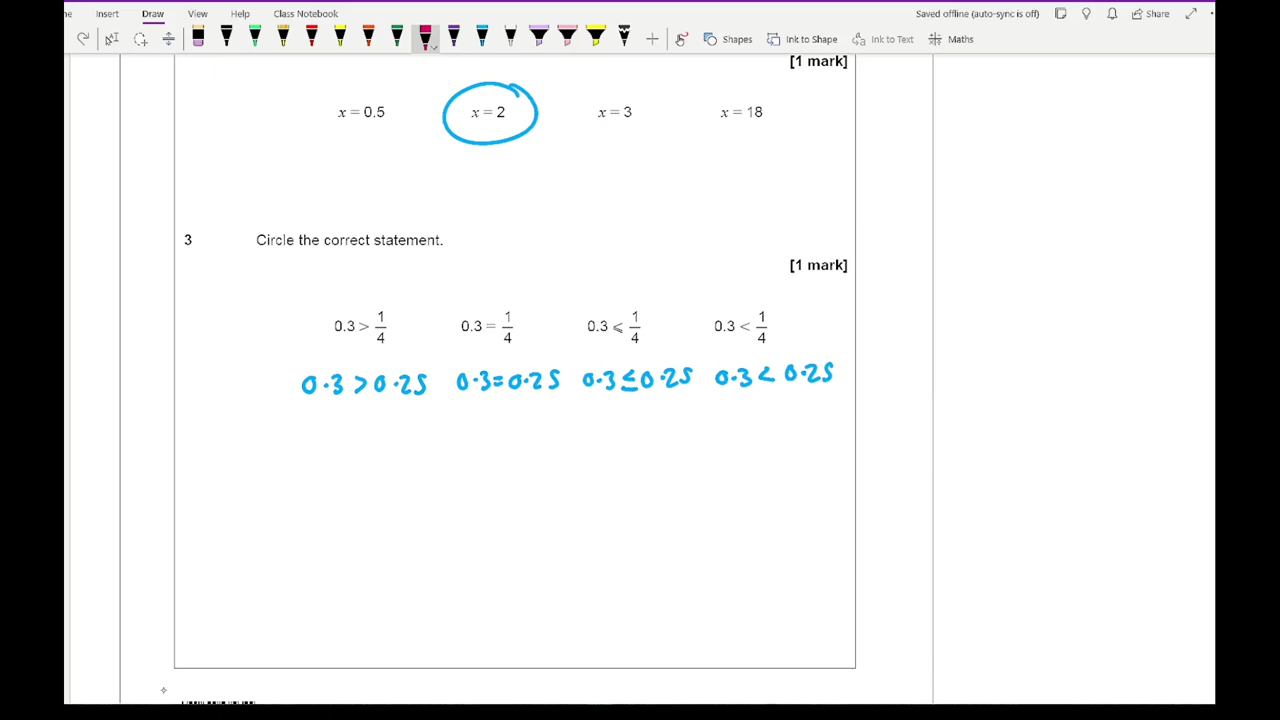 Insert Draw View Help Class Notebook Saved offline (auto-sync is off) Share
Shapes Ink to Shape Ink to Text Maths
[1 mark]
x = 0.5 x = 2 x = 3 x = 18
3 Circle the correct statement.
[1 mark]
0.3 > 1/4 0.3 = 1/4 0.3 ⩽ 1/4 0.3 < 1/4
0.3 > 0.25 0.3 = 0.25 0.3 ≤ 0.25 0.3 < 0.25